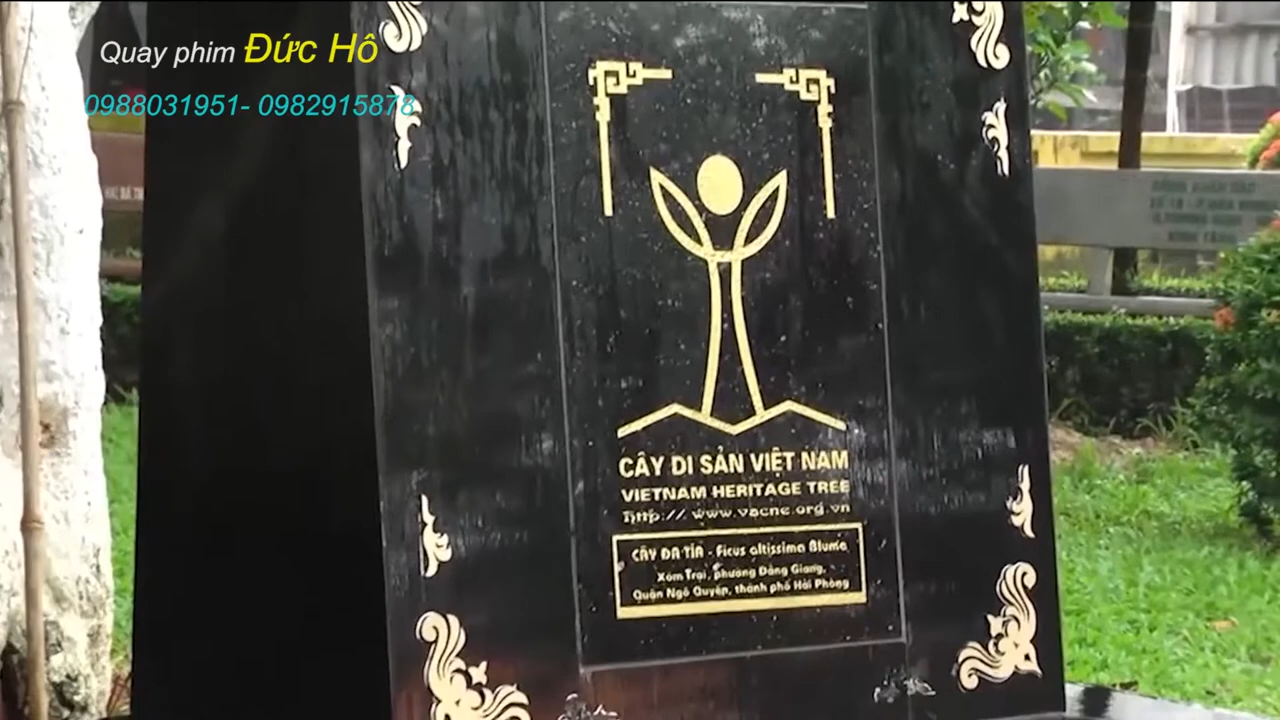 Quay phim Đức Hô
0988031951- 0982915878
CÂY DI SẢN VIỆT NAM
VIETNAM HERITAGE TREE
http:// www.vacne.org.vn
CÂY ĐA TÍA - Ficus altissima Blume
Xóm Trại, phường Đằng Giang,
Quận Ngô Quyền, thành phố Hải Phòng